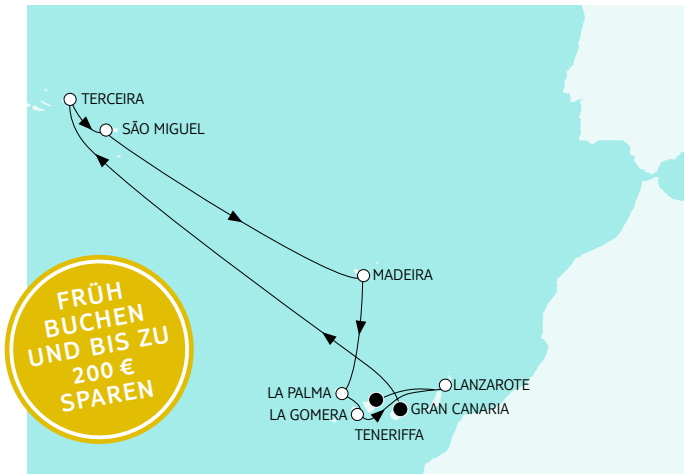 TERCEIRA
SÃO MIGUEL
MADEIRA
FRÜH
BUCHEN
UND BIS ZU
200 €
SPAREN
LANZAROTE
LA PALMA
GRAN CANARIA
LA GOMERA
TENERIFFA